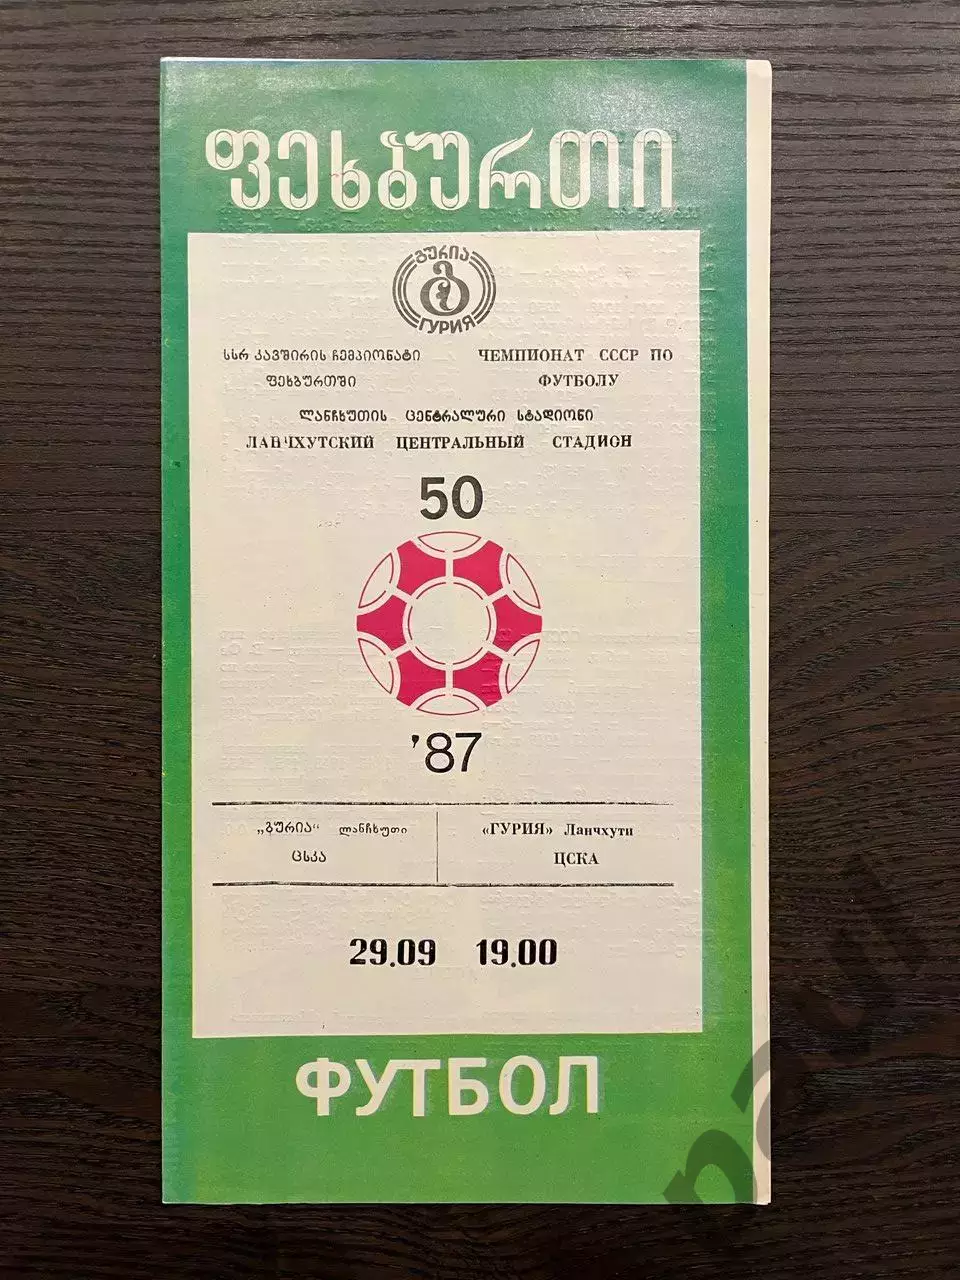 ფეხბურთი
გურია
გ
ГУРИЯ
სსრ კავშირის ჩემპიონატი
ფეხბურთში
ЧЕМПИОНАТ СССР ПО
ФУТБОЛУ
ლანჩხუთის ცენტრალური სტადიონი
ЛАНЧХУТСКИЙ ЦЕНТРАЛЬНЫЙ СТАДИОН
50
'87
„გურია“ ლანჩხუთი
ცსკა
«ГУРИЯ» Ланчхути
ЦСКА
29.09 19.00
ФУТБОЛ